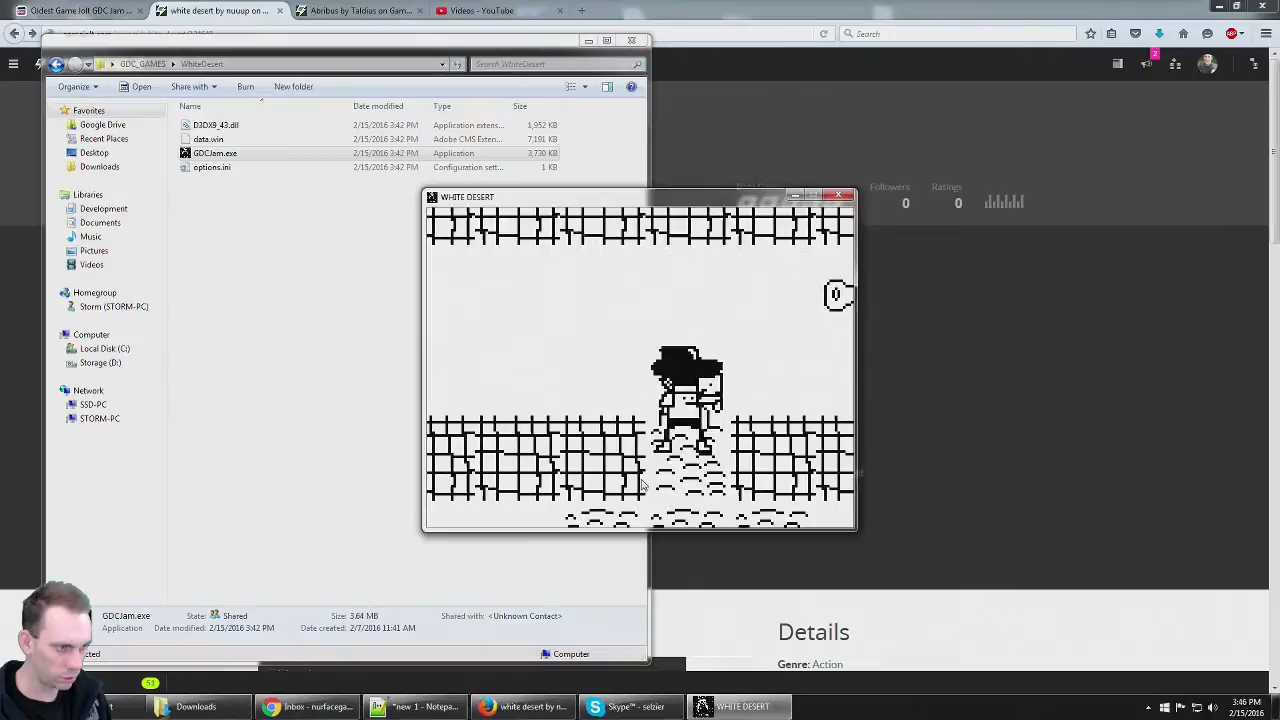 Oldest Game Jolt GDC Jam ...
white desert by nuuup on ...
Abribus by Taldius on Gam...
Videos - YouTube
Search
GDC_GAMES
WhiteDesert
Search WhiteDesert
Organize
Open
Share with
Burn
New folder
Name
Date modified
Type
Size
Favorites
Google Drive
Recent Places
Desktop
Downloads
Libraries
Development
Documents
Music
Pictures
Videos
Homegroup
Storm (STORM-PC)
Computer
Local Disk (C:)
Storage (D:)
Network
SSD-PC
STORM-PC
D3DX9_43.dll 2/15/2016 3:42 PM Application extens... 1,952 KB
data.win 2/15/2016 3:42 PM Adobe CMS Exten... 7,191 KB
GDCJam.exe 2/15/2016 3:42 PM Application 3,730 KB
options.ini 2/15/2016 3:42 PM Configuration sett... 1 KB
WHITE DESERT
Followers
0
Ratings
0
2
GDCJam.exe State: Shared Size: 3.64 MB Shared with: <Unknown Contact>
Application Date modified: 2/15/2016 3:42 PM Date created: 2/7/2016 11:41 AM
Computer
Details
Genre: Action
51
Downloads
Inbox - nurfacega...
*new 1 - Notepa...
white desert by n...
Skype™ - selzier
WHITE DESERT
3:46 PM
2/15/2016